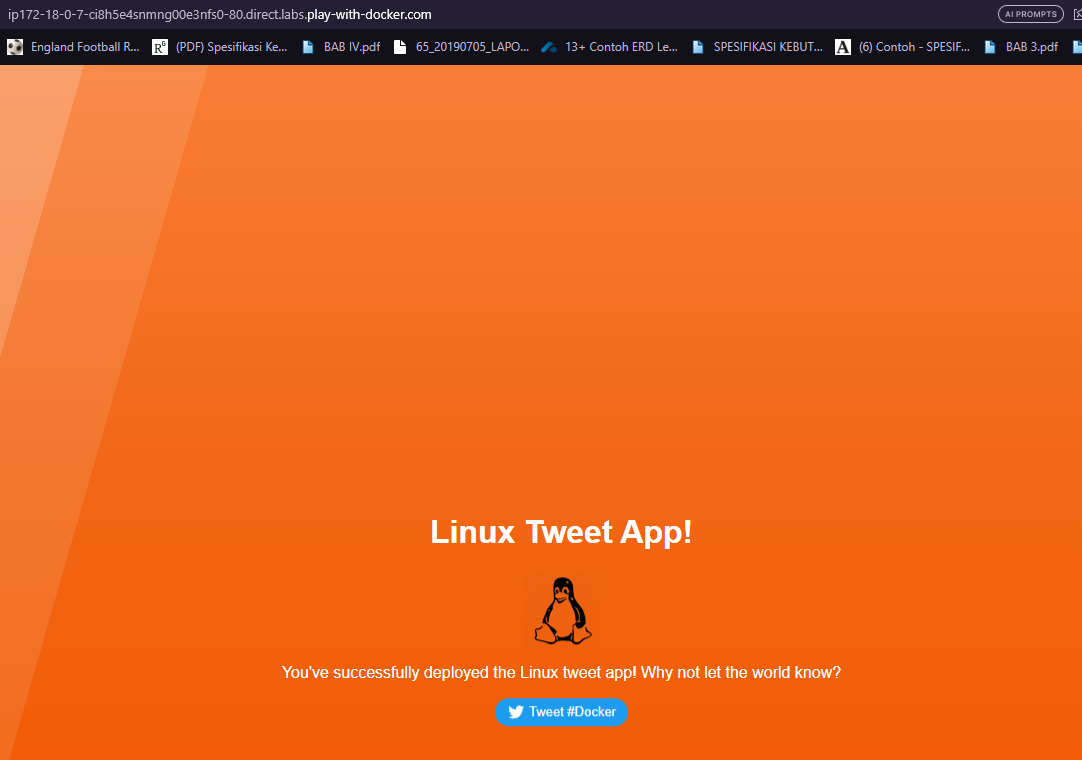 ip172-18-0-7-ci8h5e4snmng00e3nfs0-80.direct.labs.play-with-docker.com
AI PROMPTS
England Football R... (PDF) Spesifikasi Ke... BAB IV.pdf 65_20190705_LAPO... 13+ Contoh ERD Le... SPESIFIKASI KEBUT... (6) Contoh - SPESIF... BAB 3.pdf
Linux Tweet App!
You've successfully deployed the Linux tweet app! Why not let the world know?
Tweet #Docker